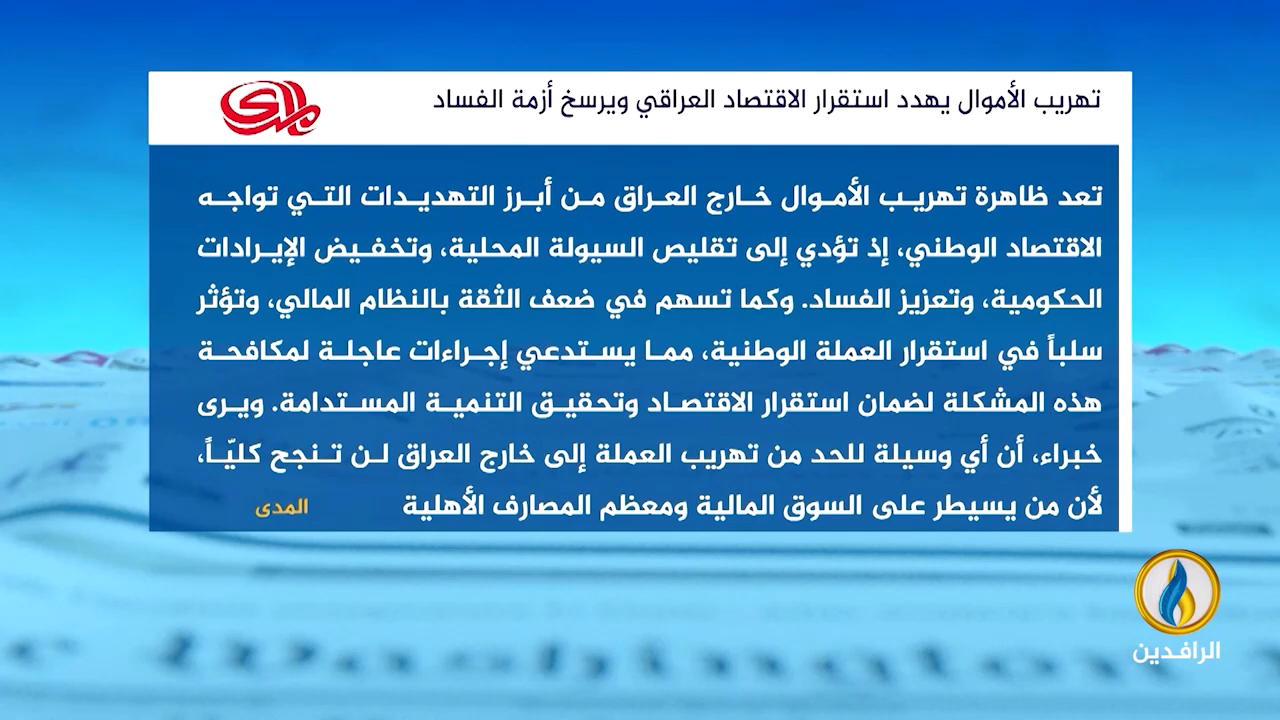 تهريب الأموال يهدد استقرار الاقتصاد العراقي ويرسخ أزمة الفساد
المدى
تعد ظاهرة تهريب الأموال خارج العراق من أبرز التهديدات التي تواجه
الاقتصاد الوطني، إذ تؤدي إلى تقليص السيولة المحلية، وتخفيض الإيرادات
الحكومية، وتعزيز الفساد. وكما تسهم في ضعف الثقة بالنظام المالي، وتؤثر
سلباً في استقرار العملة الوطنية، مما يستدعي إجراءات عاجلة لمكافحة
هذه المشكلة لضمان استقرار الاقتصاد وتحقيق التنمية المستدامة. ويرى
خبراء، أن أي وسيلة للحد من تهريب العملة إلى خارج العراق لن تنجح كليّاً،
لأن من يسيطر على السوق المالية ومعظم المصارف الأهلية
المدى
الرافدين